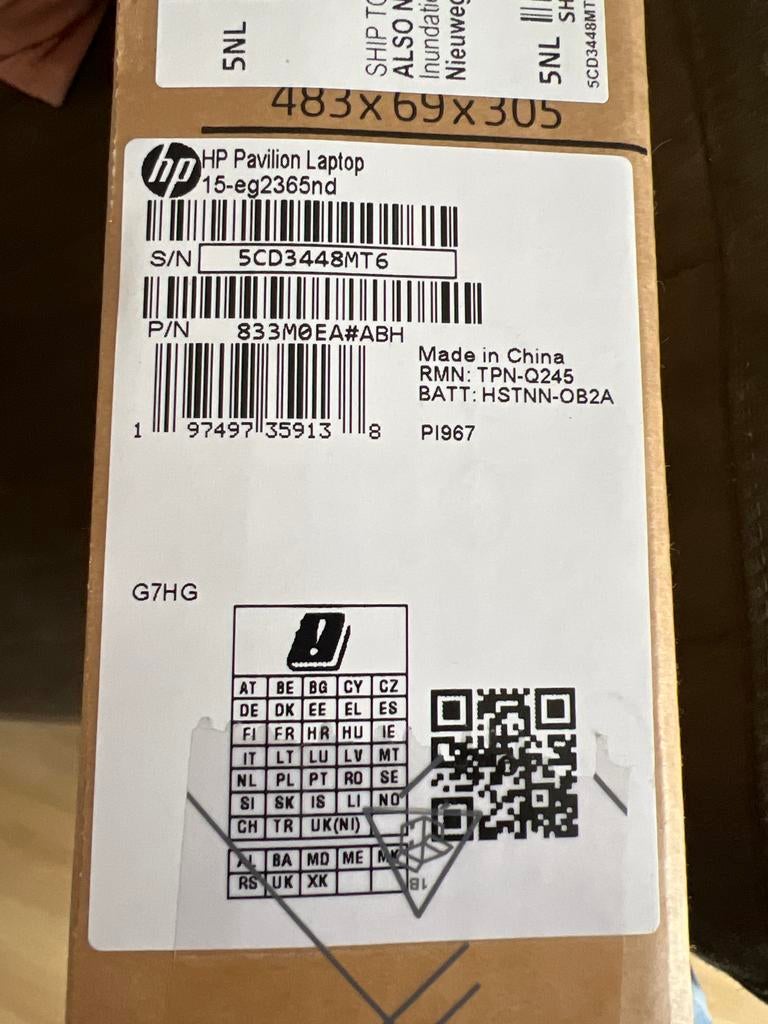 5NL
SHIP TO
ALSO N
Inundati
Nieuweg
5NL
SH
5CD3448MT
483x69x305
hp
HP Pavilion Laptop
15-eg2365nd
S/N 5CD3448MT6
P/N 833M0EA#ABH
Made in China
RMN: TPN-Q245
BATT: HSTNN-OB2A
1 97497 35913 8
PI967
G7HG
!
AT BE BG CY CZ
DE DK EE EL ES
FI FR HR HU IE
IT LT LU LV MT
NL PL PT RO SE
SI SK IS LI NO
CH TR UK(NI)
AL BA MD ME MK
RS UK XK
1B